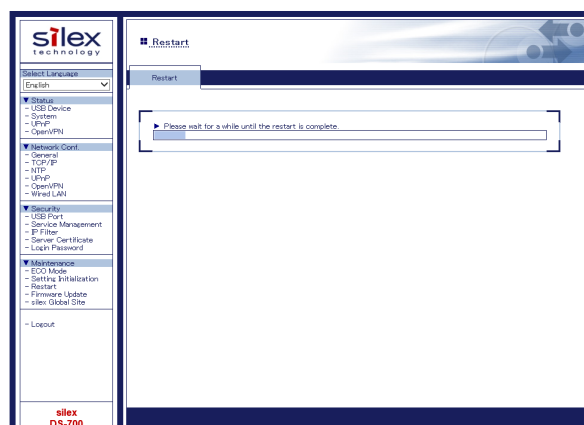 silex
technology
Select Language
English
▼ Status
- USB Device
- System
- UPnP
- OpenVPN
▼ Network Conf.
- General
- TCP/IP
- NTP
- UPnP
- OpenVPN
- Wired LAN
▼ Security
- USB Port
- Service Management
- IP Filter
- Server Certificate
- Login Password
▼ Maintenance
- ECO Mode
- Setting Initialization
- Restart
- Firmware Update
- silex Global Site
- Logout
silex
DS-700
Restart
Restart
► Please wait for a while until the restart is complete.